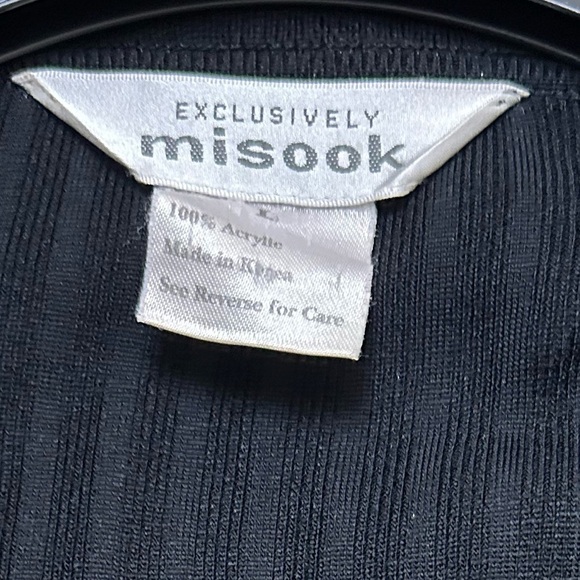 EXCLUSIVELY
misook
L
100% Acrylic
Made in Korea
See Reverse for Care